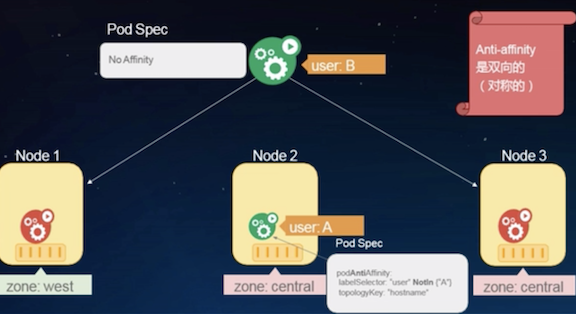 Pod Spec
No Affinity
user: B
Anti-affinity
是双向的
（对称的）
Node 1
Node 2
Node 3
user: A
Pod Spec
podAntiAffinity:
labelSelector: "user" NotIn {"A"}
topologyKey: "hostname"
zone: west
zone: central
zone: central